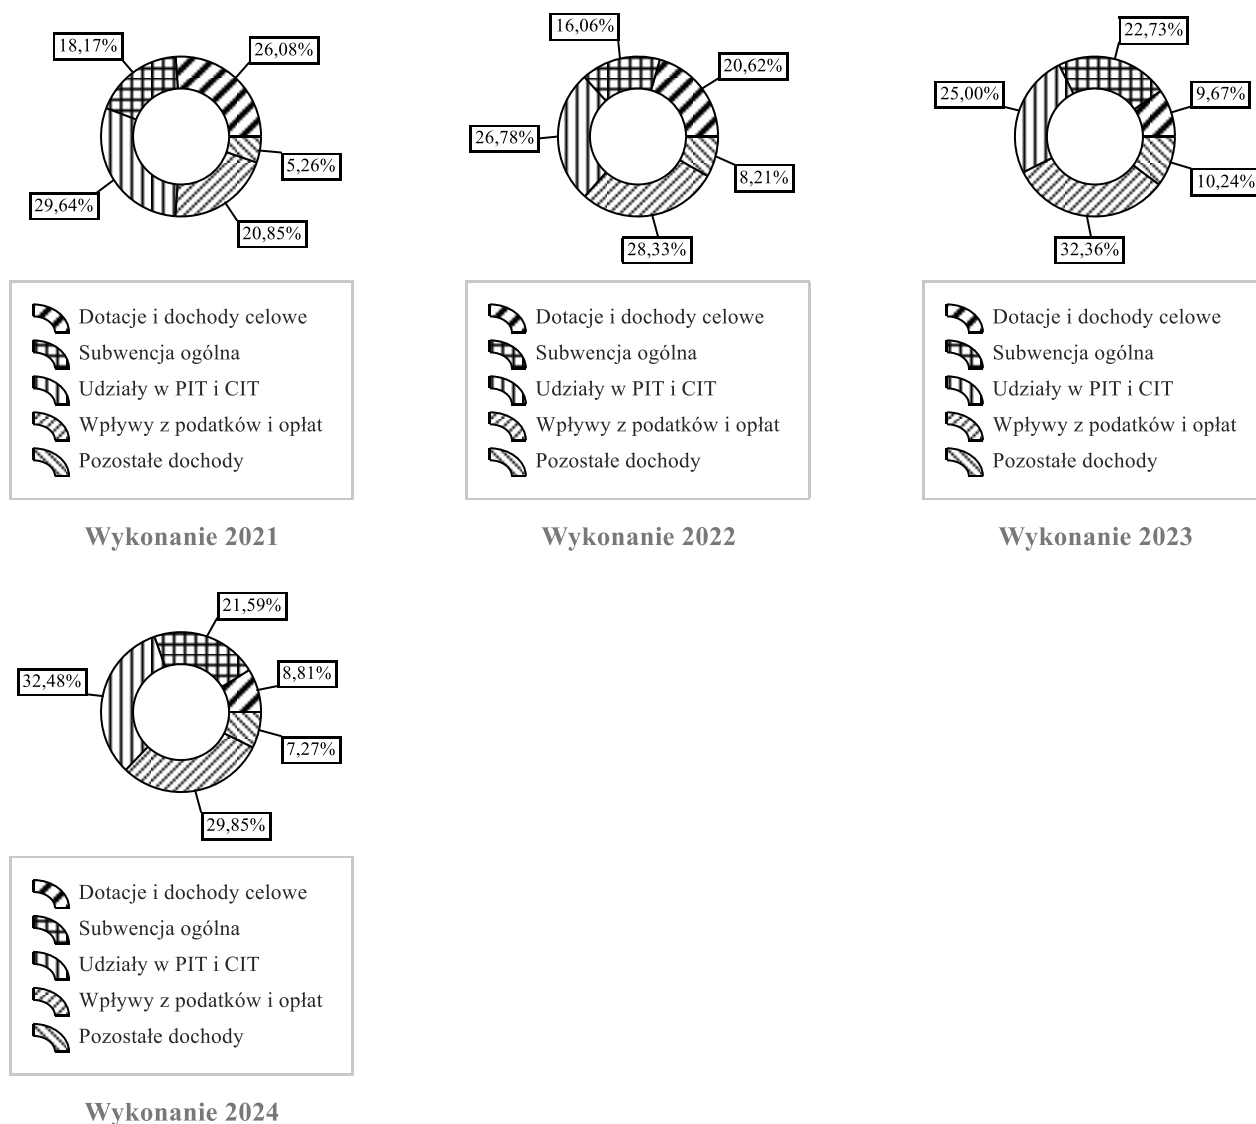 18,17%
26,08%
5,26%
29,64%
20,85%
Dotacje i dochody celowe
Subwencja ogólna
Udziały w PIT i CIT
Wpływy z podatków i opłat
Pozostałe dochody
Wykonanie 2021
16,06%
20,62%
26,78%
8,21%
28,33%
Dotacje i dochody celowe
Subwencja ogólna
Udziały w PIT i CIT
Wpływy z podatków i opłat
Pozostałe dochody
Wykonanie 2022
22,73%
25,00%
9,67%
10,24%
32,36%
Dotacje i dochody celowe
Subwencja ogólna
Udziały w PIT i CIT
Wpływy z podatków i opłat
Pozostałe dochody
Wykonanie 2023
21,59%
32,48%
8,81%
7,27%
29,85%
Dotacje i dochody celowe
Subwencja ogólna
Udziały w PIT i CIT
Wpływy z podatków i opłat
Pozostałe dochody
Wykonanie 2024